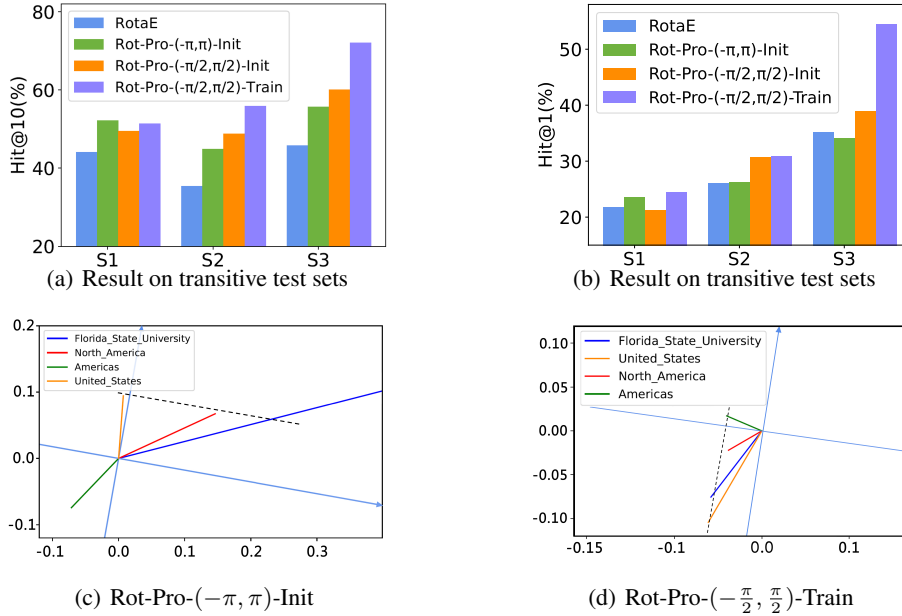 80
60
40
20
Hit@10(%)
RotaE
Rot-Pro-(-π,π)-Init
Rot-Pro-(-π/2,π/2)-Init
Rot-Pro-(-π/2,π/2)-Train
S1 S2 S3
(a) Result on transitive test sets
50
40
30
20
Hit@1(%)
RotaE
Rot-Pro-(-π,π)-Init
Rot-Pro-(-π/2,π/2)-Init
Rot-Pro-(-π/2,π/2)-Train
S1 S2 S3
(b) Result on transitive test sets
0.2
0.1
0.0
-0.1
Florida_State_University
North_America
Americas
United_States
-0.1 0.0 0.1 0.2 0.3
(c) Rot-Pro-(−π, π)-Init
0.10
0.05
0.00
-0.05
-0.10
Florida_State_University
United_States
North_America
Americas
-0.15 -0.1 0.0 0.1
(d) Rot-Pro-(−π/2, π/2)-Train